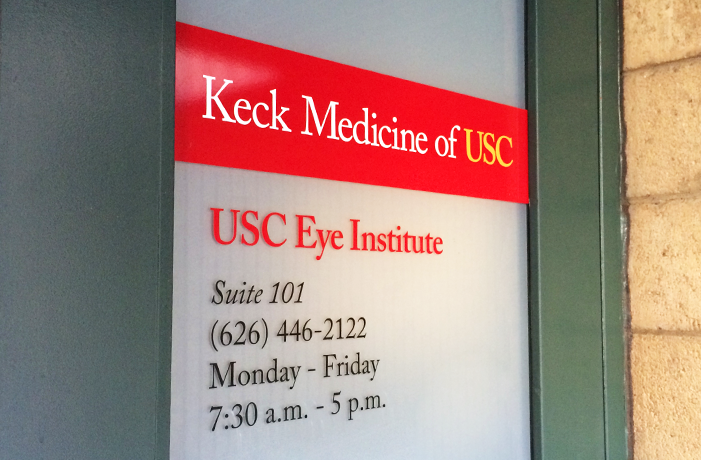 Keck Medicine of USC
USC Eye Institute
Suite 101
(626) 446-2122
Monday - Friday
7:30 a.m. - 5 p.m.